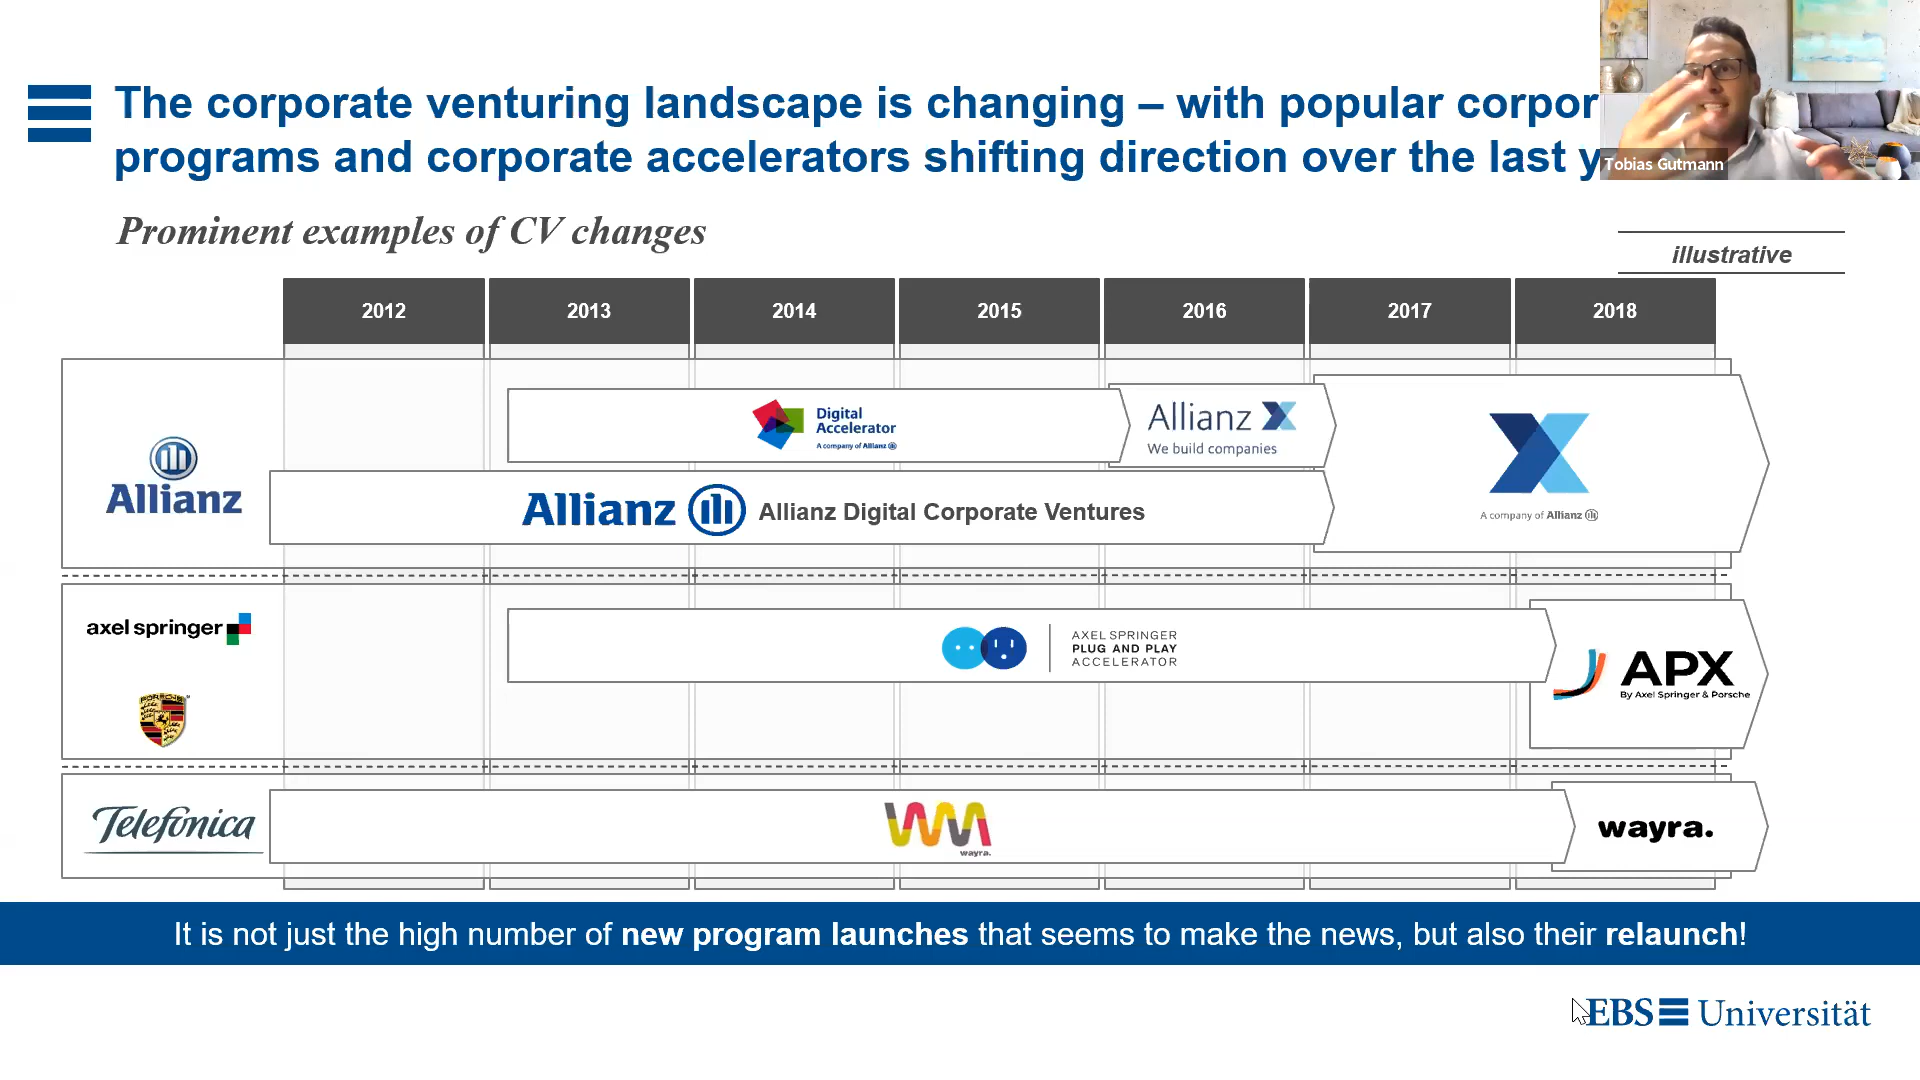 The corporate venturing landscape is changing – with popular corpor
programs and corporate accelerators shifting direction over the last y
Tobias Gutmann
Prominent examples of CV changes
illustrative
2012 2013 2014 2015 2016 2017 2018
Allianz
Digital
Accelerator
A company of Allianz
Allianz X
We build companies
X
A company of Allianz
Allianz Allianz Digital Corporate Ventures
axel springer
PORSCHE
AXEL SPRINGER
PLUG AND PLAY
ACCELERATOR
APX
By Axel Springer & Porsche
Telefónica
wayra.
wayra.
It is not just the high number of new program launches that seems to make the news, but also their relaunch!
EBS Universität